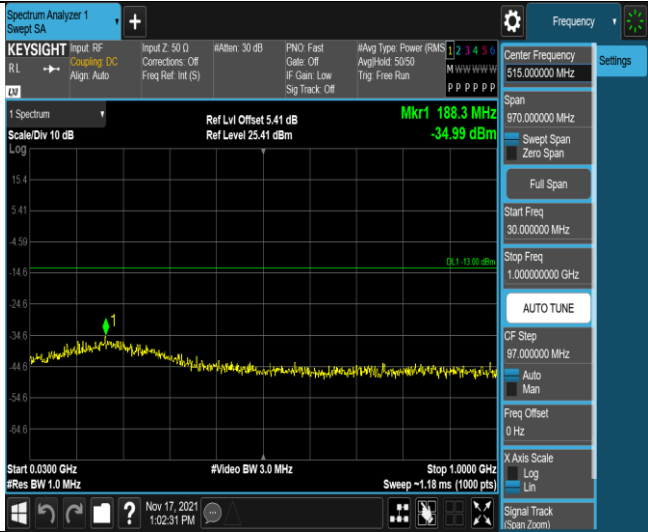 Spectrum Analyzer 1
Swept SA
+
Frequency
KEYSIGHT
RL
LXI
Input: RF
Coupling: DC
Align: Auto
Input Z: 50 Ω
Corrections: Off
Freq Ref: Int (S)
#Atten: 30 dB
PNO: Fast
Gate: Off
IF Gain: Low
Sig Track: Off
#Avg Type: Power (RMS
Avg|Hold: 50/50
Trig: Free Run
1 2 3 4 5 6
M W W W W W
P P P P P P
1 Spectrum
Scale/Div 10 dB
Ref Lvl Offset 5.41 dB
Ref Level 25.41 dBm
Mkr1 188.3 MHz
-34.99 dBm
Log
15.4
5.41
-4.59
DL1 -13.00 dBm
-14.6
-24.6
1
-34.6
-44.6
-54.6
-64.6
Start 0.0300 GHz
#Video BW 3.0 MHz
Stop 1.0000 GHz
#Res BW 1.0 MHz
Sweep ~1.18 ms (1000 pts)
?
Nov 17, 2021
1:02:31 PM
Center Frequency
515.000000 MHz
Settings
Span
970.000000 MHz
Swept Span
Zero Span
Full Span
Start Freq
30.000000 MHz
Stop Freq
1.000000000 GHz
AUTO TUNE
CF Step
97.000000 MHz
Auto
Man
Freq Offset
0 Hz
X Axis Scale
Log
Lin
Signal Track
(Span Zoom)